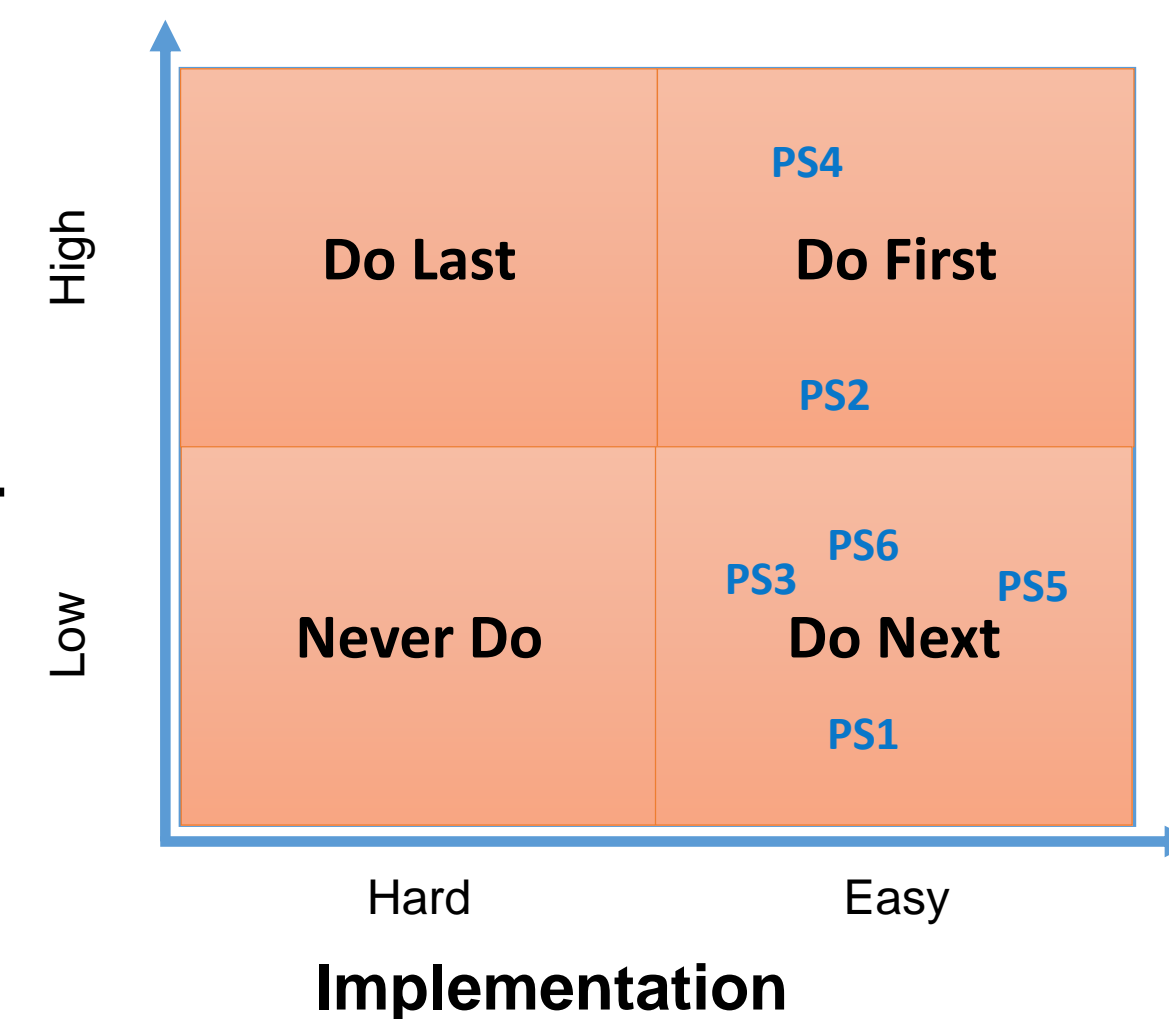 High
Low
PS4
Do Last
Do First
PS2
PS6
PS3
PS5
Never Do
Do Next
PS1
Hard
Easy
Implementation